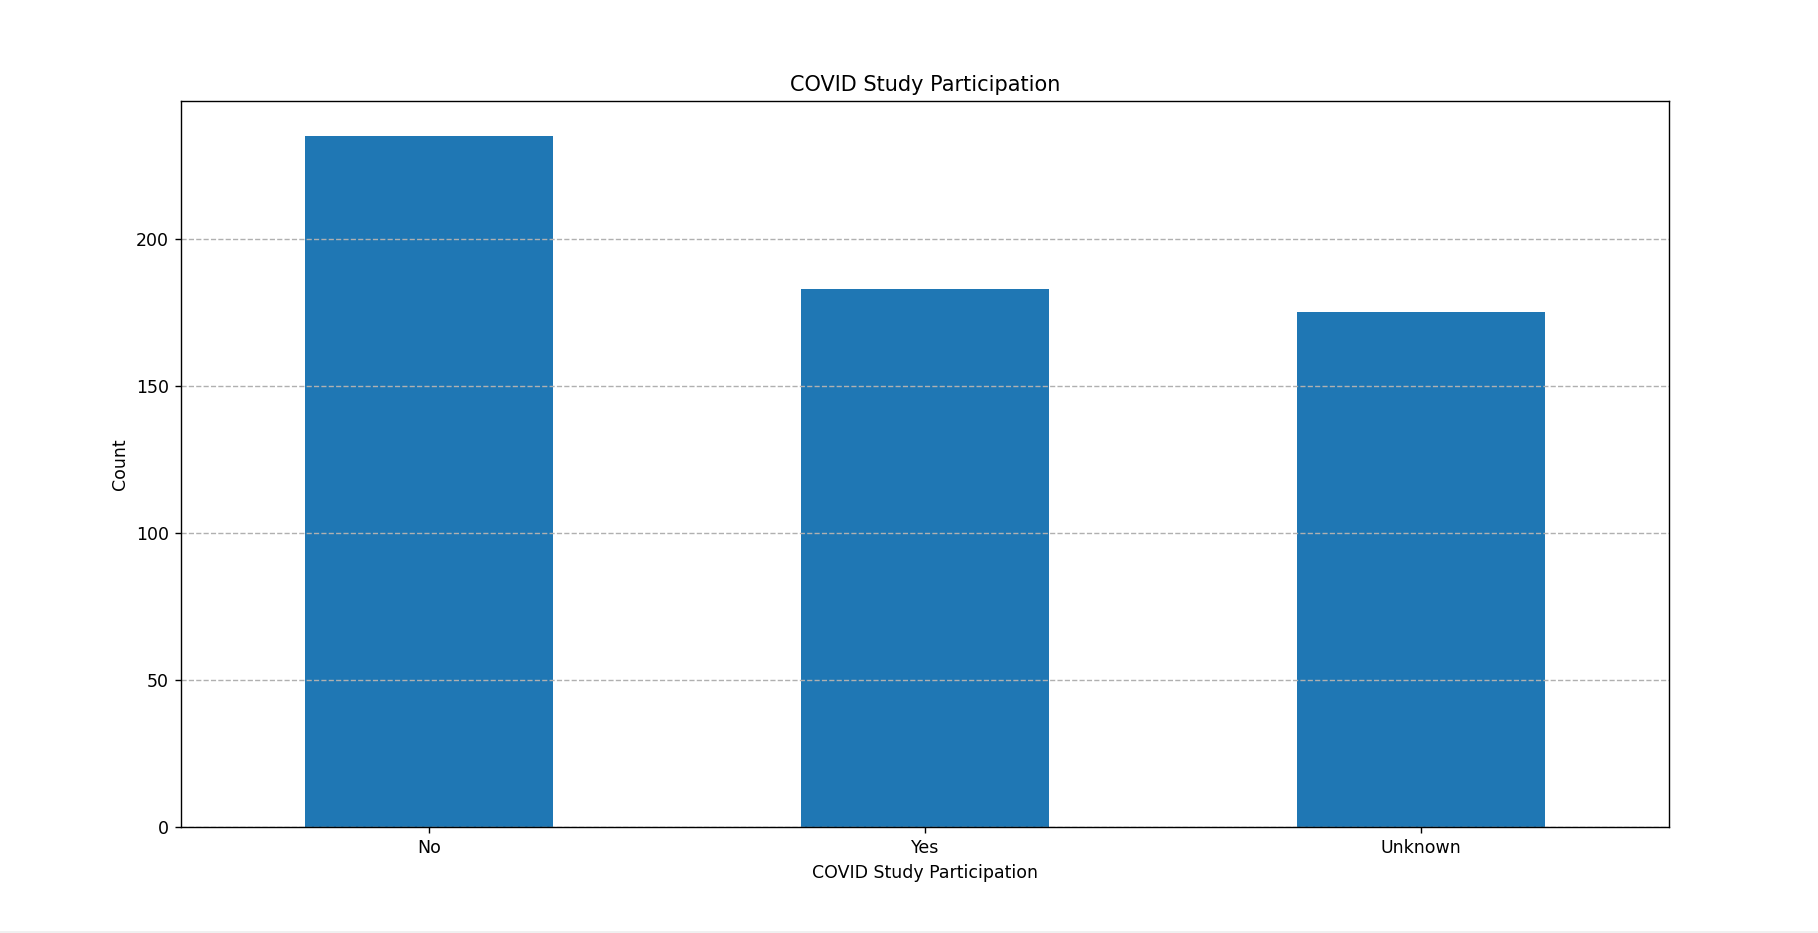 COVID Study Participation
200
150
100
50
0
Count
No
Yes
Unknown
COVID Study Participation